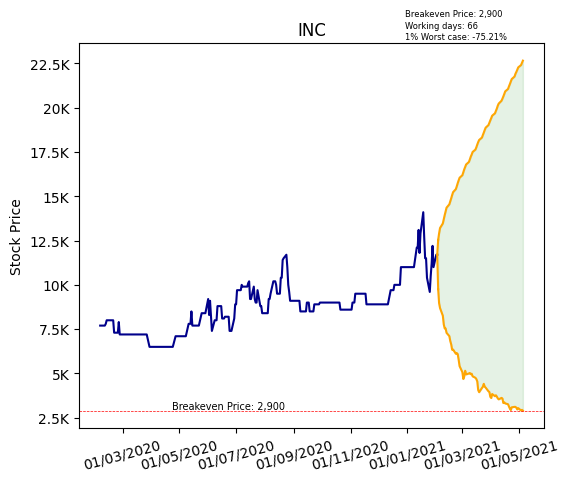 Breakeven Price: 2,900
Working days: 66
1% Worst case: -75.21%
INC
22.5K
20K
17.5K
15K
12.5K
10K
7.5K
5K
2.5K
Stock Price
Breakeven Price: 2,900
01/03/2020
01/05/2020
01/07/2020
01/09/2020
01/11/2020
01/01/2021
01/03/2021
01/05/2021